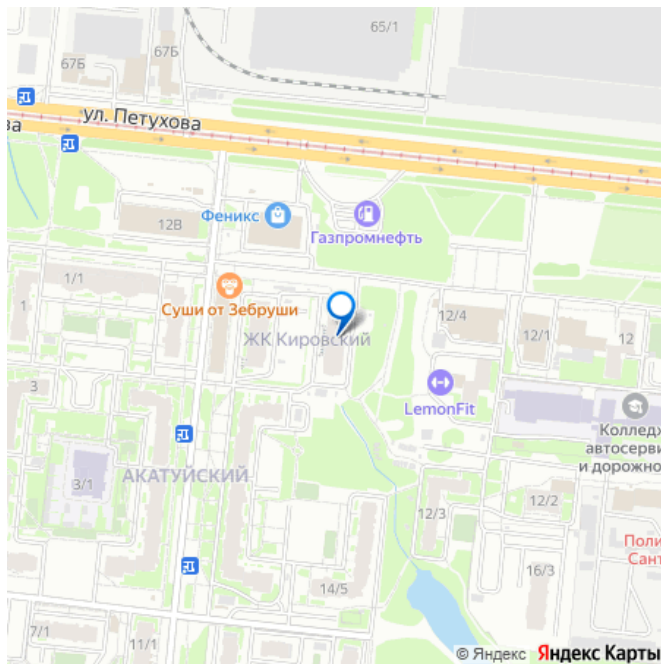 65/1
67Б
67Б
ул. Петухова
ва
Феникс
12В
Газпромнефть
1/1
Суши от Зебруши
1
ЖК Кировский
12/4
12/1
12
3
LemonFit
Колледж
автосерви
и дорожно
АКАТУЙСКИЙ
3/1
12/3
12/2
Поли
Сант
16/3
14/5
7/1
11/1
© Яндекс Яндекс Карты